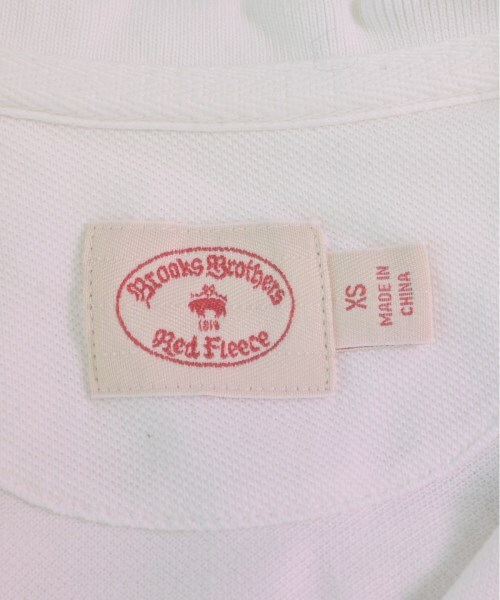 Brooks Brothers
1818
Red Fleece
XS
MADE IN
CHINA